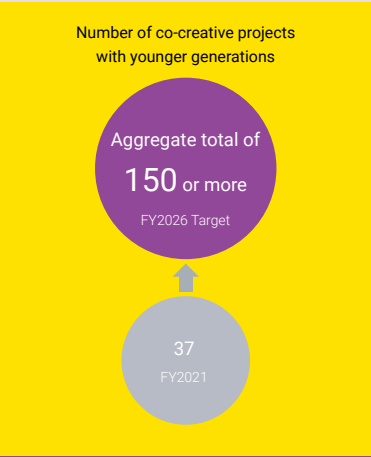 Number of co-creative projects
with younger generations
Aggregate total of
150 or more
FY2026 Target
37
FY2021